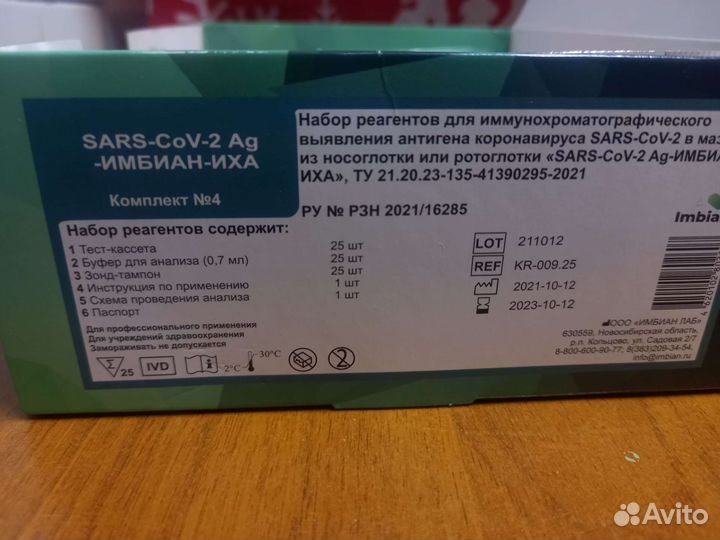 SARS-CoV-2 Ag
-ИМБИАН-ИХА
Комплект №4
Набор реагентов для иммунохроматографического
выявления антигена коронавируса SARS-CoV-2 в
из носоглотки или ротоглотки «SARS-CoV-2 Ag-ИМБИ
ИХА», ТУ 21.20.23-135-41390295-2021
РУ № РЗН 2021/16285
Набор реагентов содержит:
1 Тест-кассета 25 шт
2 Буфер для анализа (0,7 мл) 25 шт
3 Зонд-тампон 25 шт
4 Инструкция по применению 1 шт
5 Схема проведения анализа 1 шт
6 Паспорт
Для профессионального применения
Для учреждений здравоохранения
Замораживать не допускается
25
IVD
2°C
30°C
2
LOT 211012
REF KR-009.25
2021-10-12
2023-10-12
Imbian
ООО «ИМБИАН ЛАБ»
630559, Новосибирская область,
р.п. Кольцово, ул. Садовая 2/7
8-800-600-90-77; 8(383)209-34-54,
info@imbian.ru
Avito